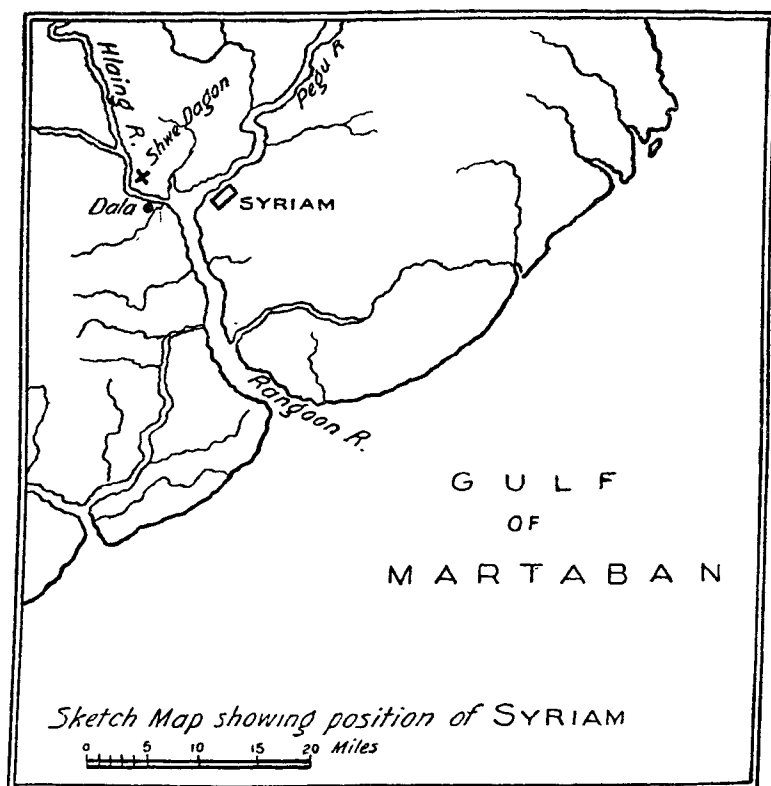 Hlaing R.
Pegu R
Shwe Dagon
Dala
SYRIAM
Rangoon R.
GULF
OF
MARTABAN
Sketch Map showing position of SYRIAM
0 5 10 15 20 Miles